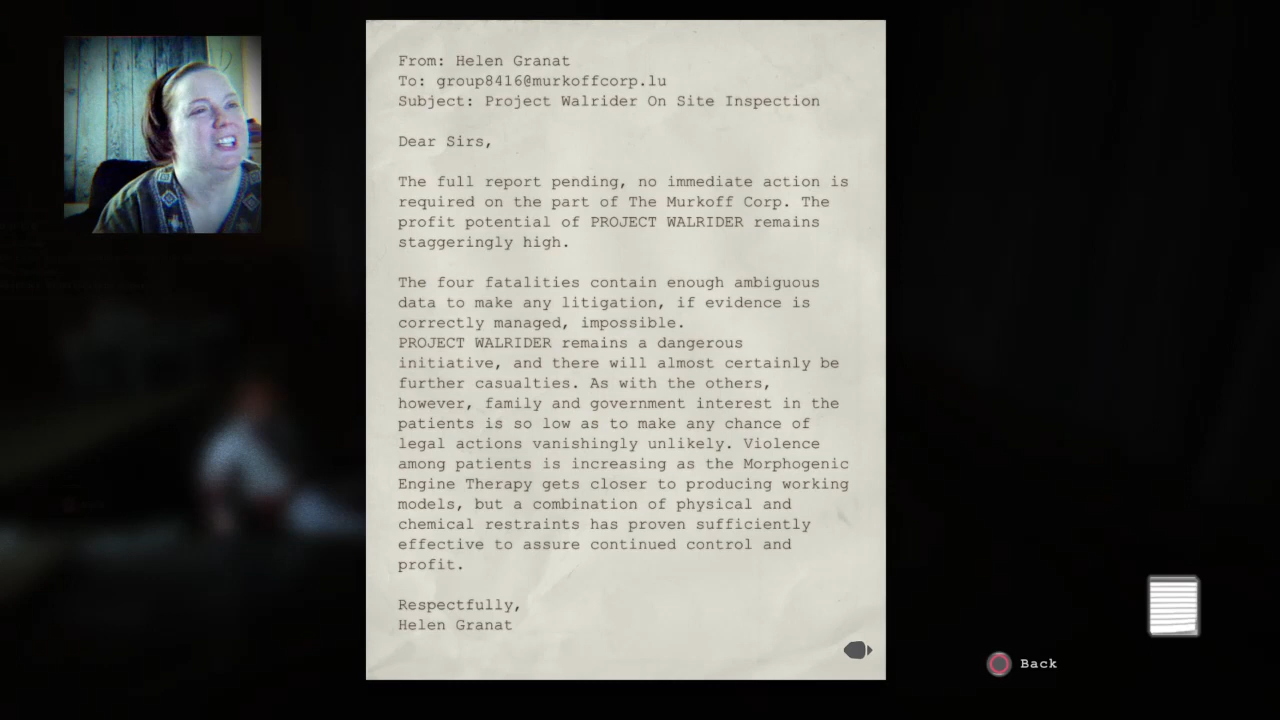 From: Helen Granat
To: group8416@murkoffcorp.lu
Subject: Project Walrider On Site Inspection
Dear Sirs,
The full report pending, no immediate action is
required on the part of The Murkoff Corp. The
profit potential of PROJECT WALRIDER remains
staggeringly high.
The four fatalities contain enough ambiguous
data to make any litigation, if evidence is
correctly managed, impossible.
PROJECT WALRIDER remains a dangerous
initiative, and there will almost certainly be
further casualties. As with the others,
however, family and government interest in the
patients is so low as to make any chance of
legal actions vanishingly unlikely. Violence
among patients is increasing as the Morphogenic
Engine Therapy gets closer to producing working
models, but a combination of physical and
chemical restraints has proven sufficiently
effective to assure continued control and
profit.
Respectfully,
Helen Granat
Back